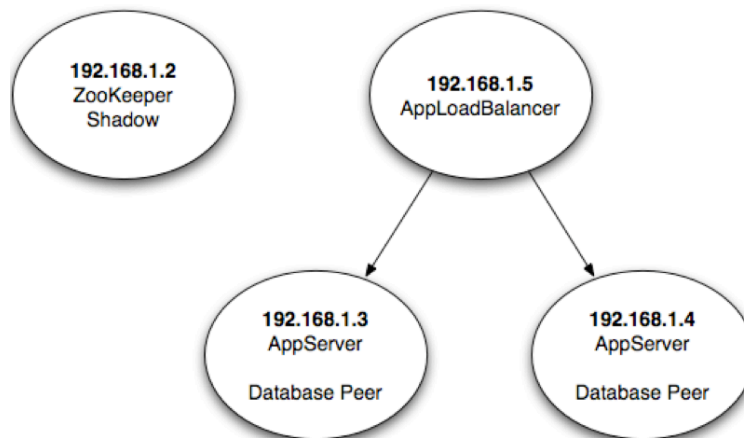 192.168.1.2
ZooKeeper
Shadow
192.168.1.5
AppLoadBalancer
192.168.1.3
AppServer
Database Peer
192.168.1.4
AppServer
Database Peer